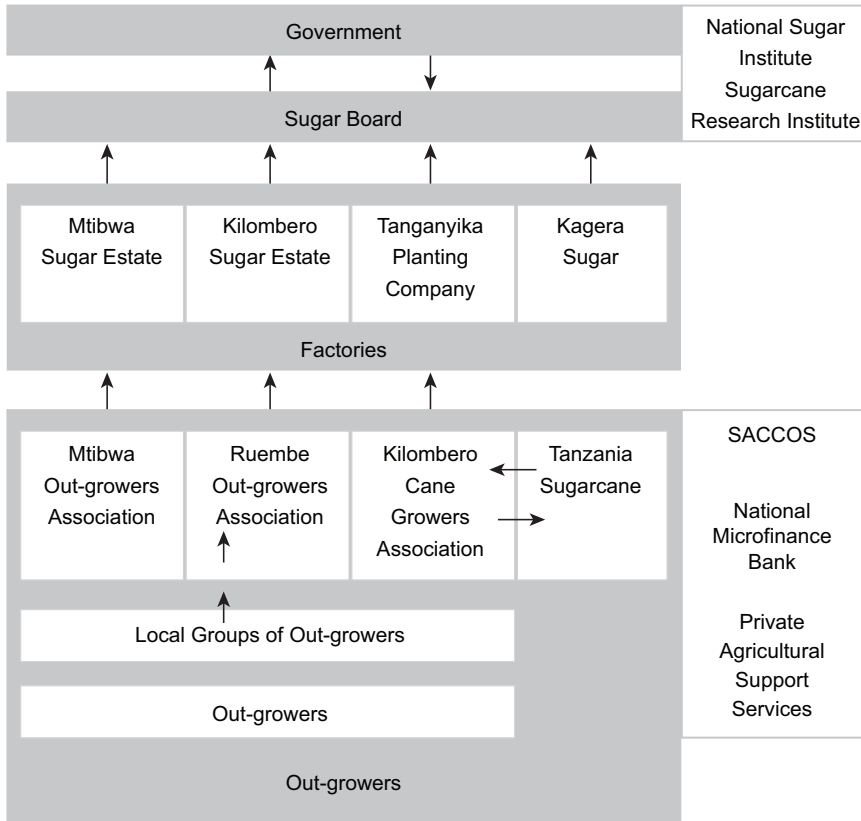 Government
National Sugar
Institute
Sugarcane
Research Institute
Sugar Board
Mtibwa
Sugar Estate
Kilombero
Sugar Estate
Tanganyika
Planting
Company
Kagera
Sugar
Factories
Mtibwa
Out-growers
Association
Ruembe
Out-growers
Association
Kilombero
Cane
Growers
Association
Tanzania
Sugarcane
SACCOS
National
Microfinance
Bank
Private
Agricultural
Support
Services
Local Groups of Out-growers
Out-growers
Out-growers